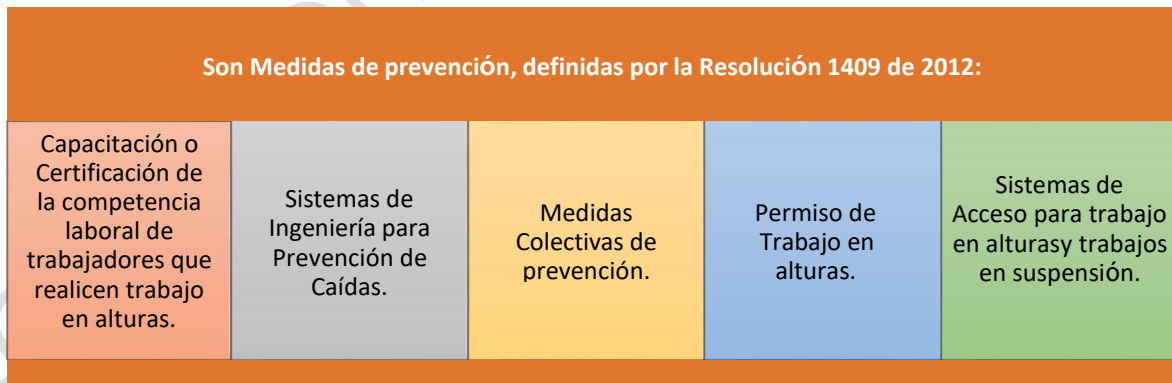 Son Medidas de prevención, definidas por la Resolución 1409 de 2012:
Capacitación o
Certificación de
la competencia
laboral de
trabajadores que
realicen trabajo
en alturas.
Sistemas de
Ingeniería para
Prevención de
Caídas.
Medidas
Colectivas de
prevención.
Permiso de
Trabajo en
alturas.
Sistemas de
Acceso para trabajo
en alturasy trabajos
en suspensión.